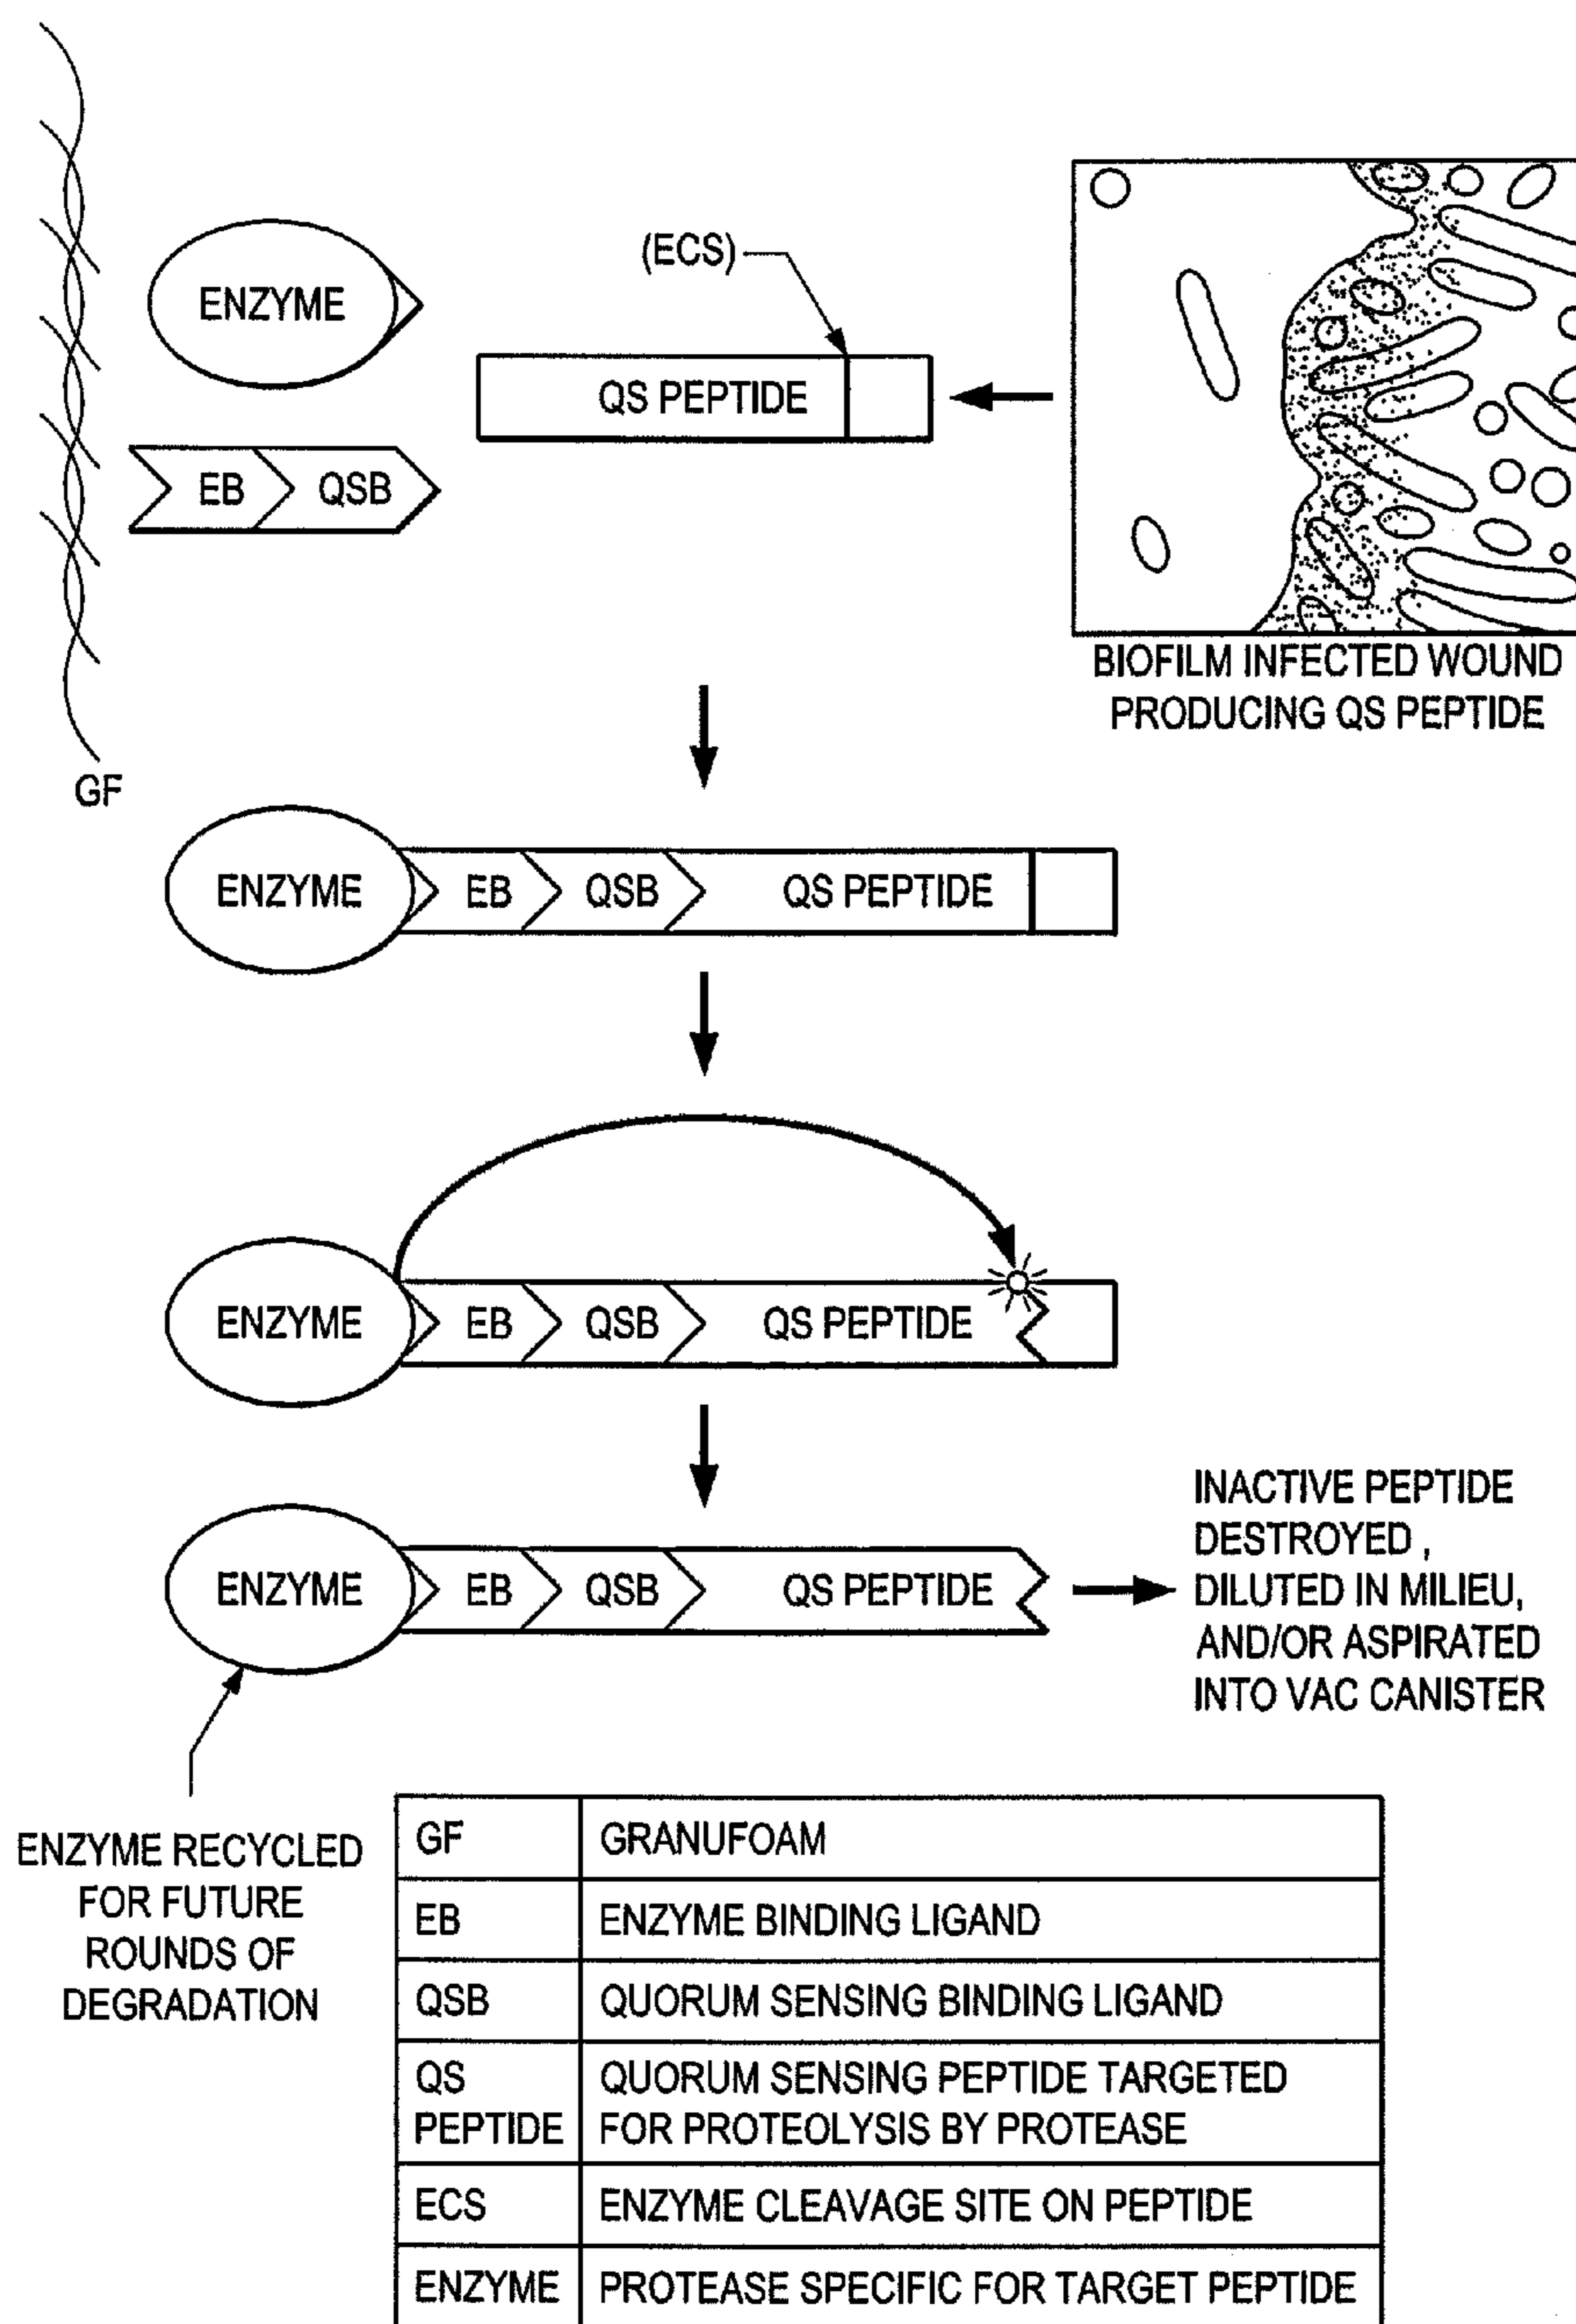 (ECS)
ENZYME
QS PEPTIDE
EB
QSB
BIOFILM INFECTED WOUND
PRODUCING QS PEPTIDE
GF
ENZYME
EB
QSB
QS PEPTIDE
ENZYME
EB
QSB
QS PEPTIDE
ENZYME
EB
QSB
QS PEPTIDE
INACTIVE PEPTIDE
DESTROYED ,
DILUTED IN MILIEU,
AND/OR ASPIRATED
INTO VAC CANISTER
ENZYME RECYCLED
FOR FUTURE
ROUNDS OF
DEGRADATION
GF GRANUFOAM
EB ENZYME BINDING LIGAND
QSB QUORUM SENSING BINDING LIGAND
QS QUORUM SENSING PEPTIDE TARGETED
PEPTIDE FOR PROTEOLYSIS BY PROTEASE
ECS ENZYME CLEAVAGE SITE ON PEPTIDE
ENZYME PROTEASE SPECIFIC FOR TARGET PEPTIDE